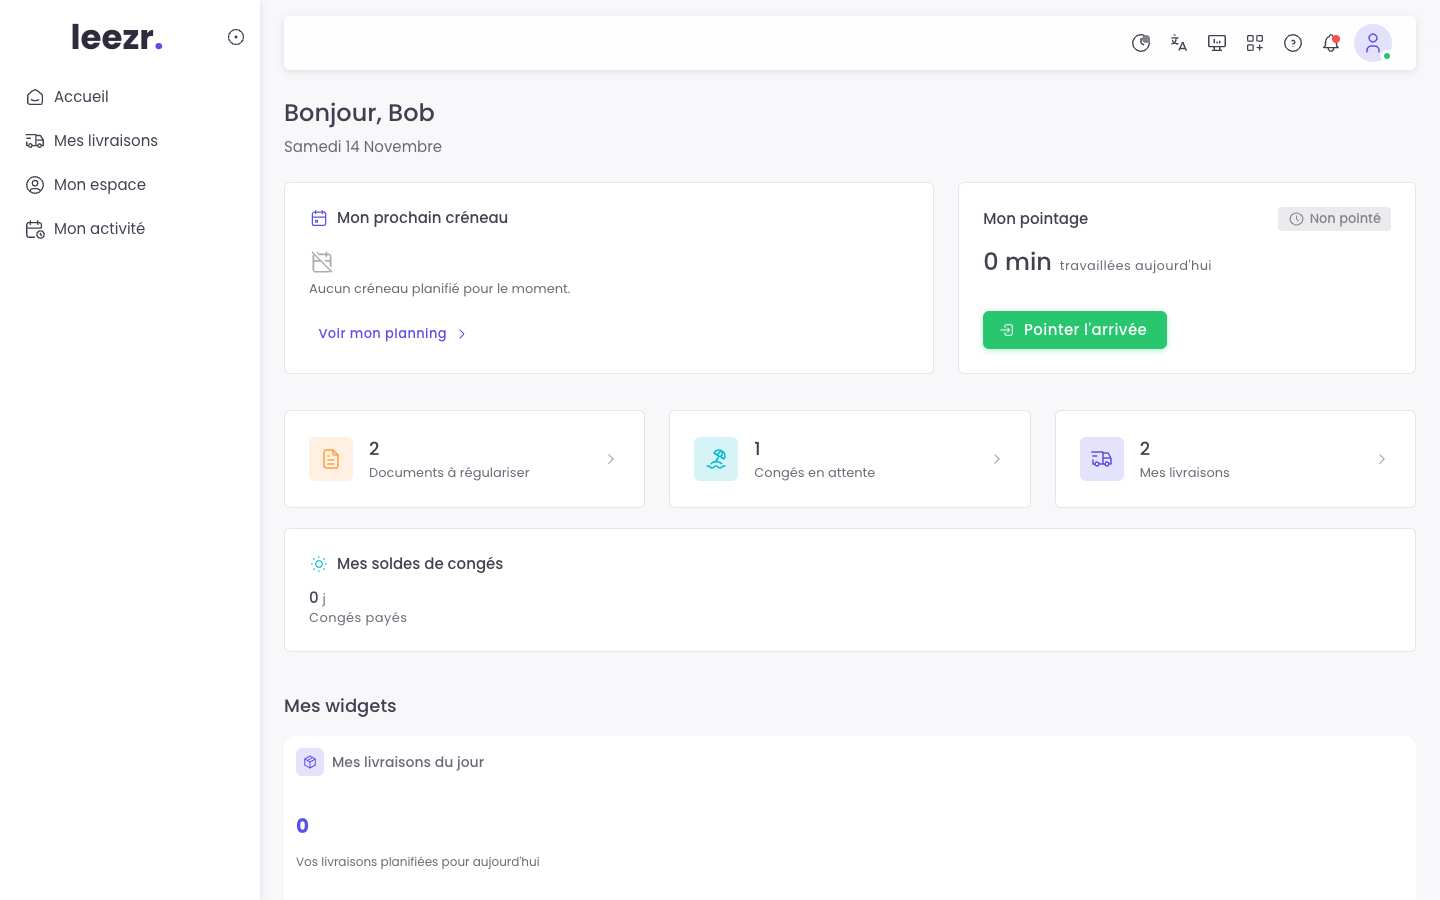 leezr.
Accueil
Mes livraisons
Mon espace
Mon activité
Bonjour, Bob
Samedi 14 Novembre
Mon prochain créneau
Aucun créneau planifié pour le moment.
Voir mon planning
Mon pointage
Non pointé
0 min travaillées aujourd'hui
Pointer l'arrivée
2
Documents à régulariser
1
Congés en attente
2
Mes livraisons
Mes soldes de congés
0 j
Congés payés
Mes widgets
Mes livraisons du jour
0
Vos livraisons planifiées pour aujourd'hui